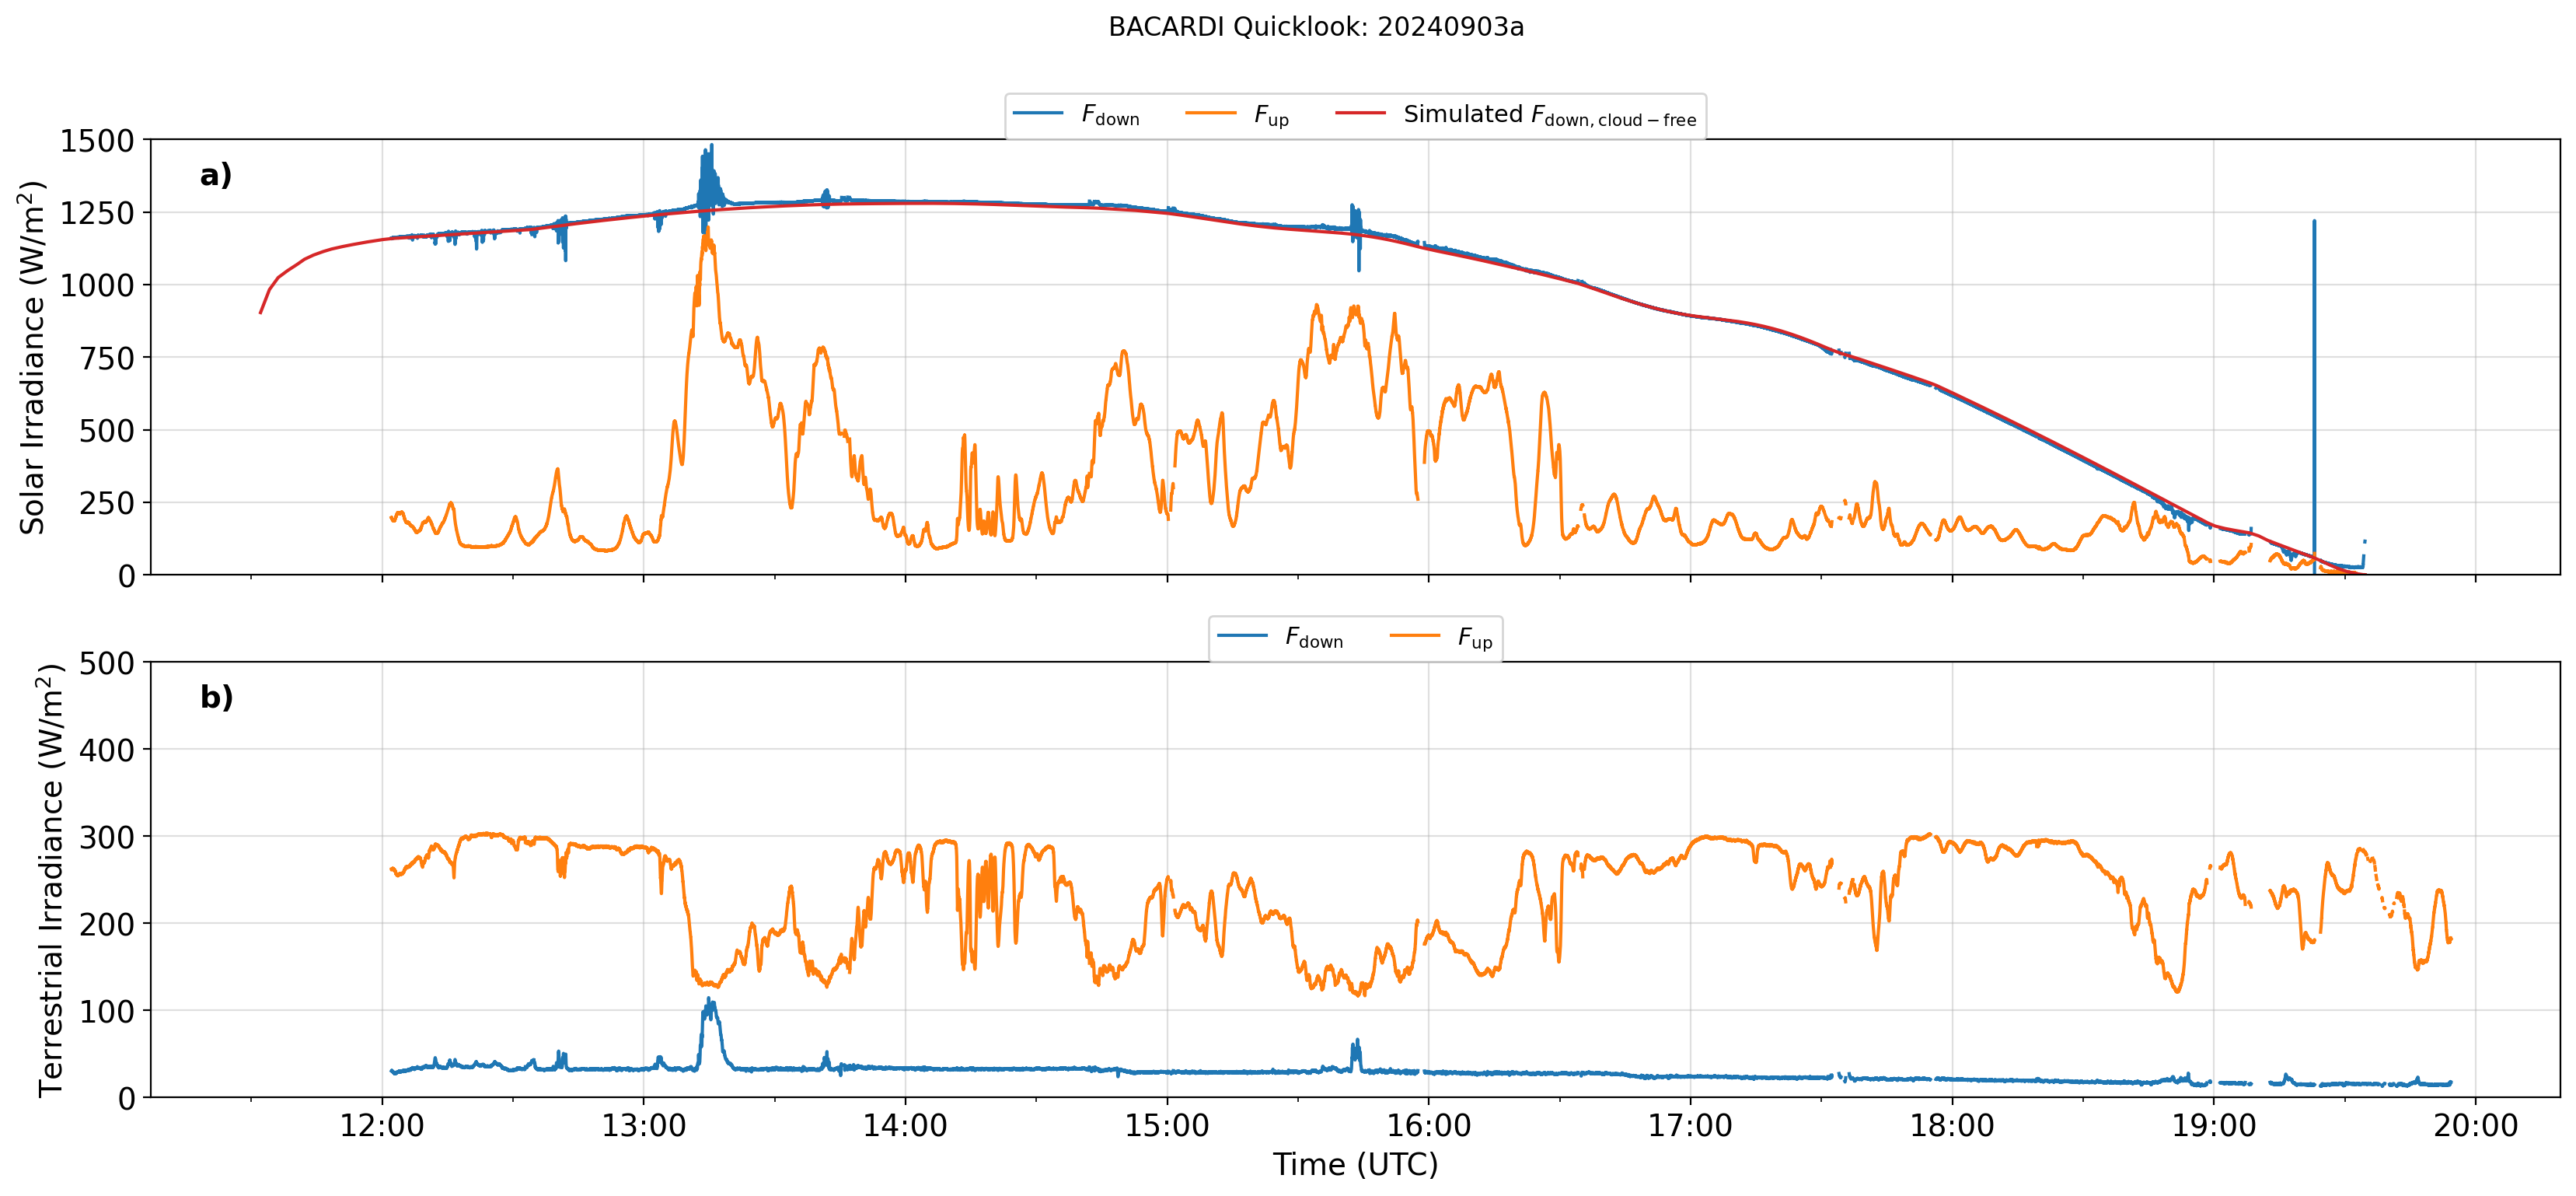 BACARDI Quicklook: 20240903a
F_down F_up Simulated F_down, cloud−free
a)
Solar Irradiance (W/m²)
1500
1250
1000
750
500
250
0
F_down F_up
b)
Terrestrial Irradiance (W/m²)
500
400
300
200
100
0
12:00 13:00 14:00 15:00 16:00 17:00 18:00 19:00 20:00
Time (UTC)